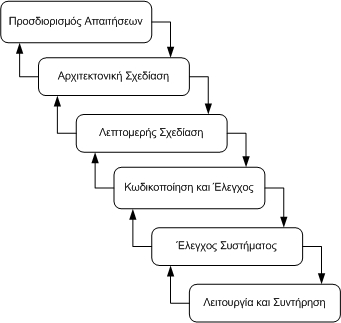 Προσδιορισμός Απαιτήσεων
Αρχιτεκτονική Σχεδίαση
Λεπτομερής Σχεδίαση
Κωδικοποίηση και Έλεγχος
Έλεγχος Συστήματος
Λειτουργία και Συντήρηση